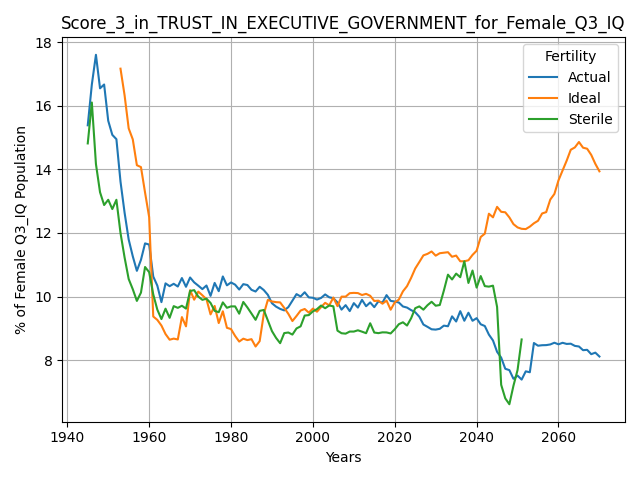 Score_3_in_TRUST_IN_EXECUTIVE_GOVERNMENT_for_Female_Q3_IQ
% of Female Q3_IQ Population
18
16
14
12
10
8
Fertility
Actual
Ideal
Sterile
1940 1960 1980 2000 2020 2040 2060
Years